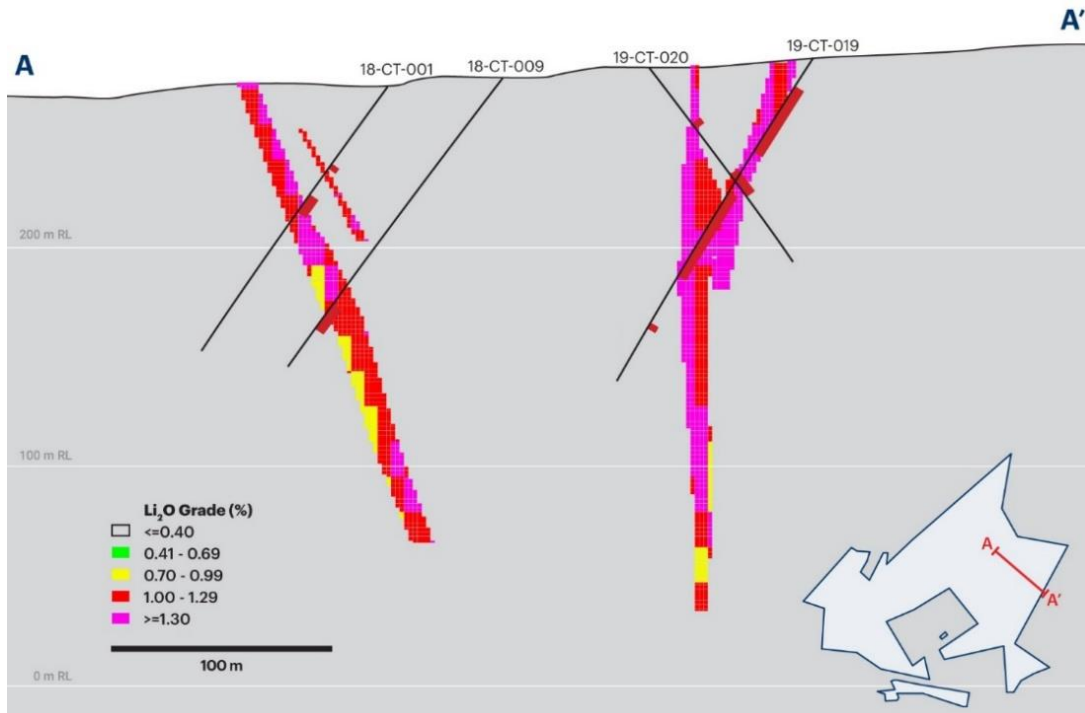 A
A'
18-CT-001
18-CT-009
19-CT-020
19-CT-019
200 m RL
100 m RL
Li₂O Grade (%)
<=0.40
0.41 - 0.69
0.70 - 0.99
1.00 - 1.29
>=1.30
100 m
A
A'
0 m RL